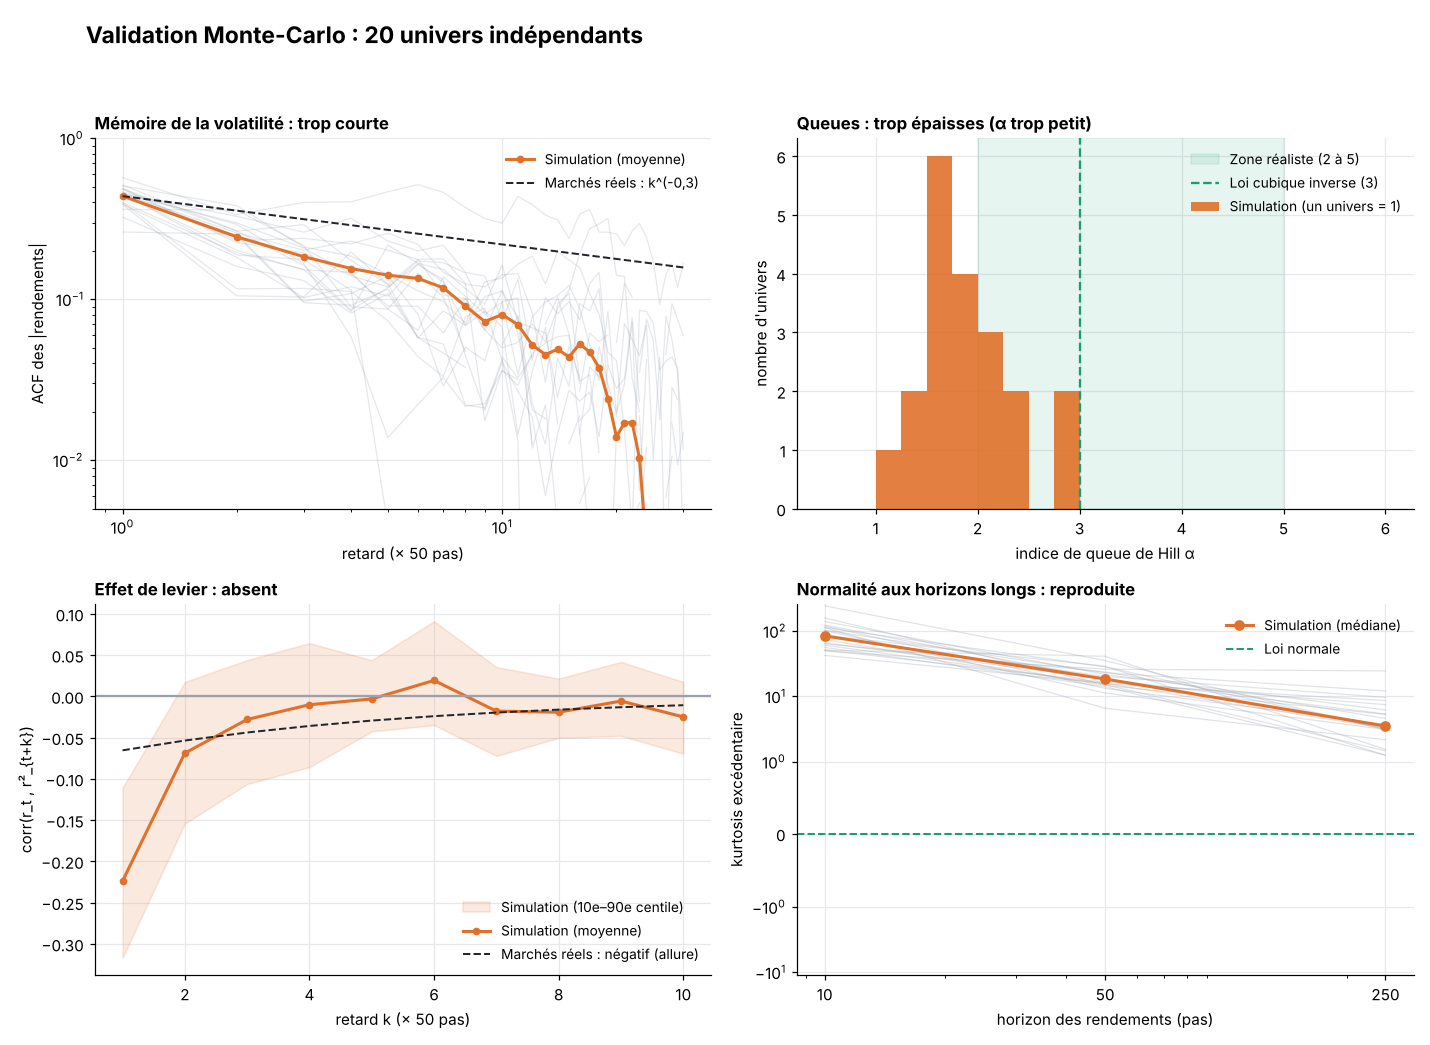 Validation Monte-Carlo : 20 univers indépendants
Mémoire de la volatilité : trop courte
10⁰
10⁻¹
10⁻²
ACF des |rendements|
Simulation (moyenne)
Marchés réels : k^(-0,3)
10⁰
10¹
retard (× 50 pas)
Queues : trop épaisses (α trop petit)
6
5
4
3
2
1
0
nombre d'univers
Zone réaliste (2 à 5)
Loi cubique inverse (3)
Simulation (un univers = 1)
1
2
3
4
5
6
indice de queue de Hill α
Effet de levier : absent
0.10
0.05
0.00
−0.05
−0.10
−0.15
−0.20
−0.25
−0.30
corr(r_t , r²_{t+k})
Simulation (10e–90e centile)
Simulation (moyenne)
Marchés réels : négatif (allure)
2
4
6
8
10
retard k (× 50 pas)
Normalité aux horizons longs : reproduite
10²
10¹
10⁰
0
−10⁰
−10¹
kurtosis excédentaire
Simulation (médiane)
Loi normale
10
50
250
horizon des rendements (pas)